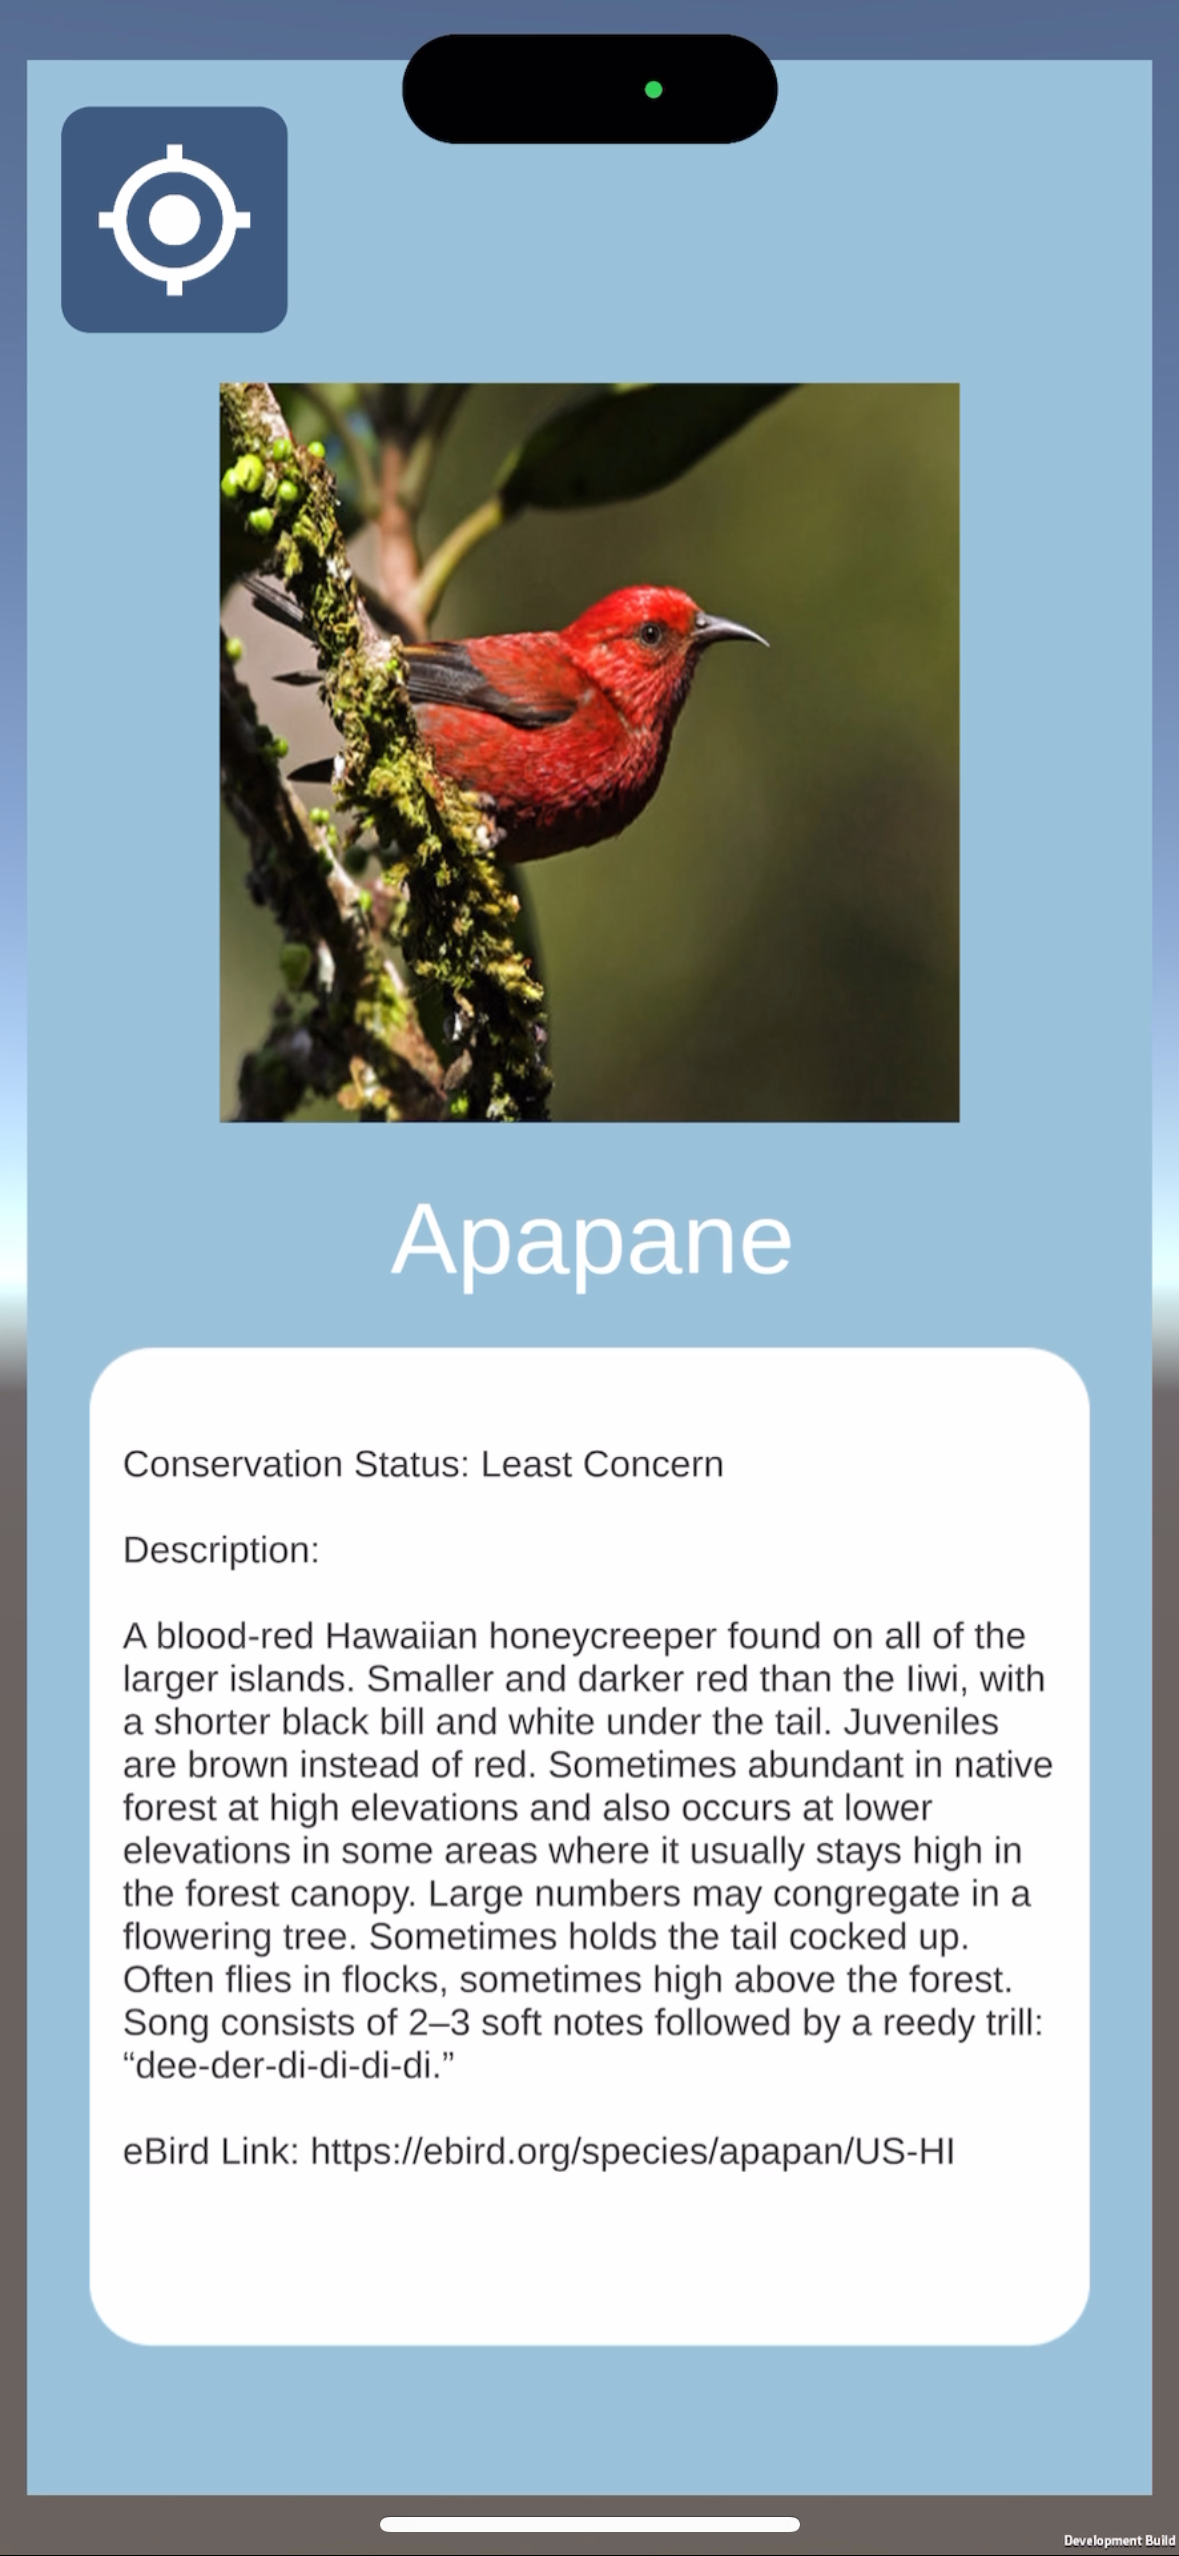 Apapane
Conservation Status: Least Concern
Description:
A blood-red Hawaiian honeycreeper found on all of the
larger islands. Smaller and darker red than the Iiwi, with
a shorter black bill and white under the tail. Juveniles
are brown instead of red. Sometimes abundant in native
forest at high elevations and also occurs at lower
elevations in some areas where it usually stays high in
the forest canopy. Large numbers may congregate in a
flowering tree. Sometimes holds the tail cocked up.
Often flies in flocks, sometimes high above the forest.
Song consists of 2–3 soft notes followed by a reedy trill:
“dee-der-di-di-di-di.”
eBird Link: https://ebird.org/species/apapan/US-HI
Development Build